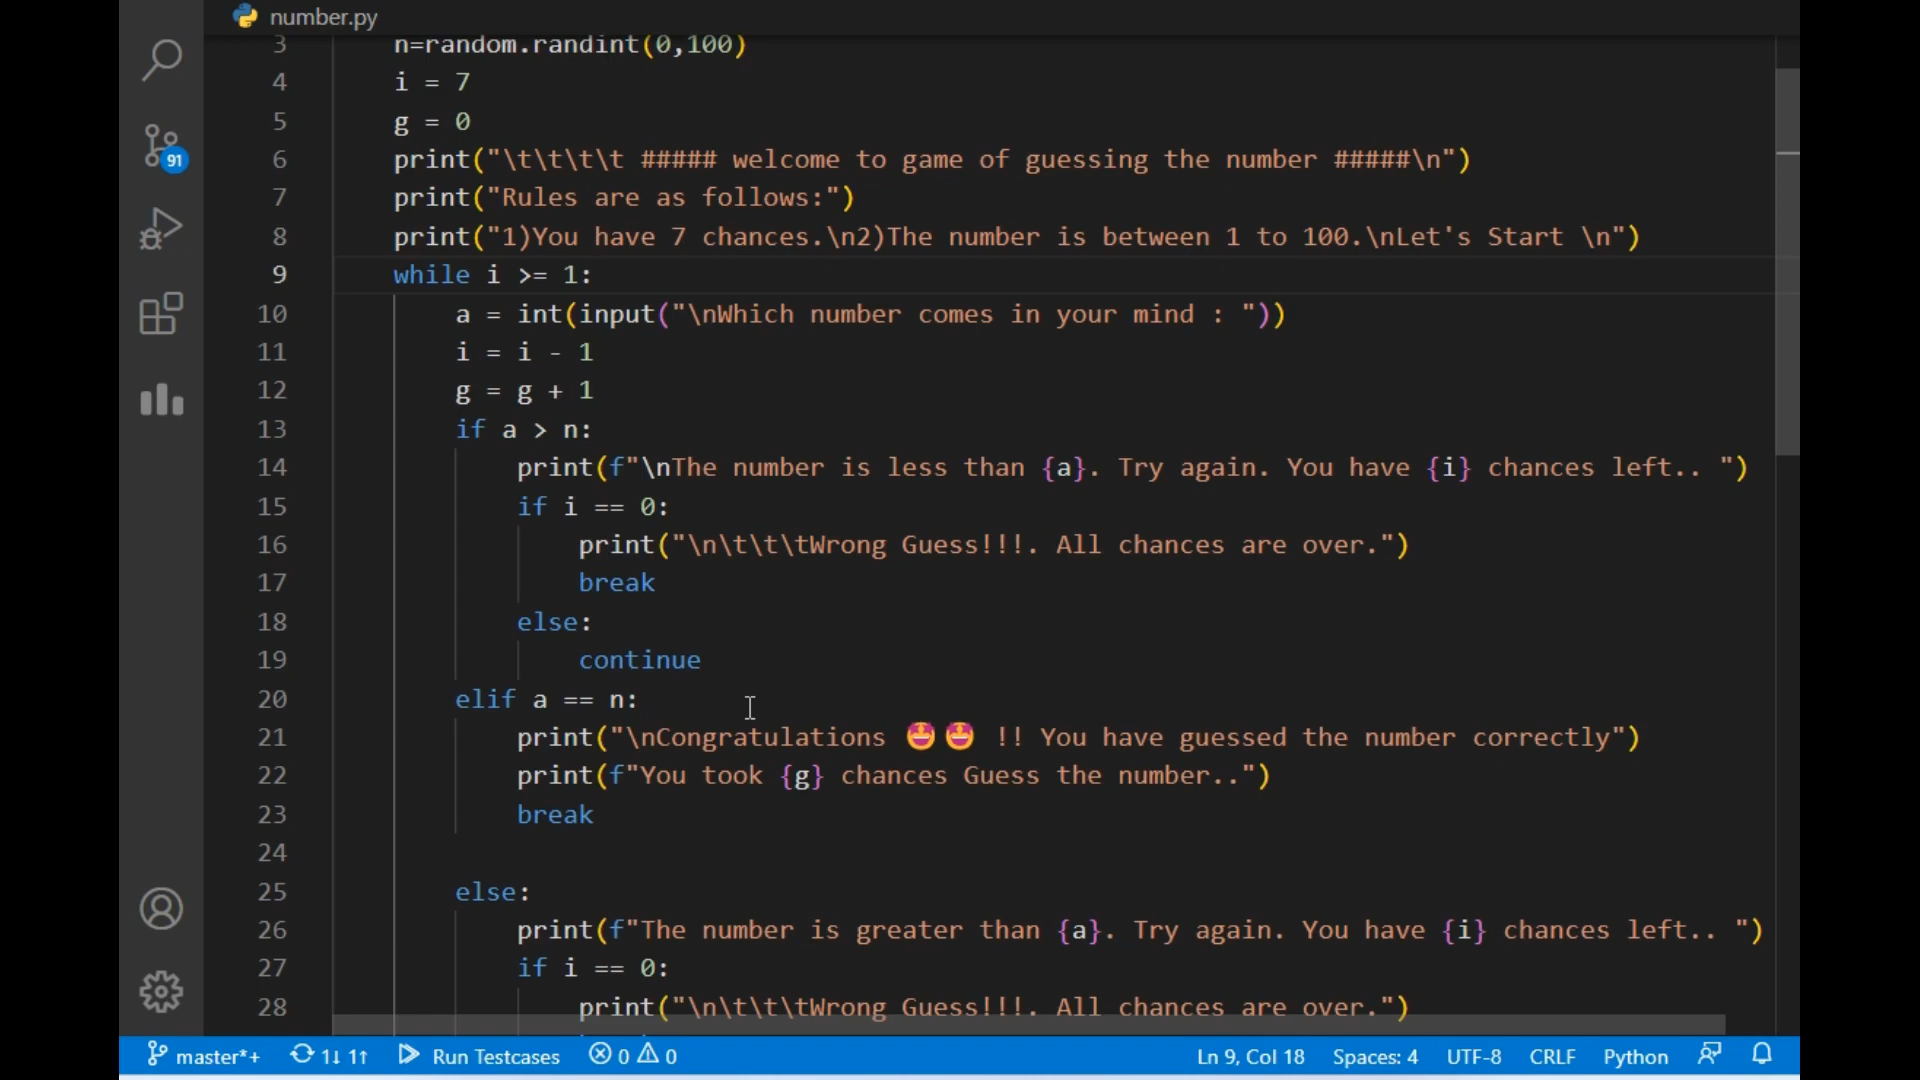 number.py
3 n=random.randint(0,100)
4 i = 7
5 g = 0
6 print("\t\t\t\t ##### welcome to game of guessing the number #####\n")
7 print("Rules are as follows:")
8 print("1)You have 7 chances.\n2)The number is between 1 to 100.\nLet's Start \n")
9 while i >= 1:
10 a = int(input("\nWhich number comes in your mind : "))
11 i = i - 1
12 g = g + 1
13 if a > n:
14 print(f"\nThe number is less than {a}. Try again. You have {i} chances left.. ")
15 if i == 0:
16 print("\n\t\t\tWrong Guess!!!. All chances are over.")
17 break
18 else:
19 continue
20 elif a == n:
21 print("\nCongratulations 🤩🤩 !! You have guessed the number correctly")
22 print(f"You took {g} chances Guess the number..")
23 break
24
25 else:
26 print(f"The number is greater than {a}. Try again. You have {i} chances left.. ")
27 if i == 0:
28 print("\n\t\t\tWrong Guess!!!. All chances are over.")
91
master*+ 1↓ 1↑ Run Testcases 0 0 Ln 9, Col 18 Spaces: 4 UTF-8 CRLF Python